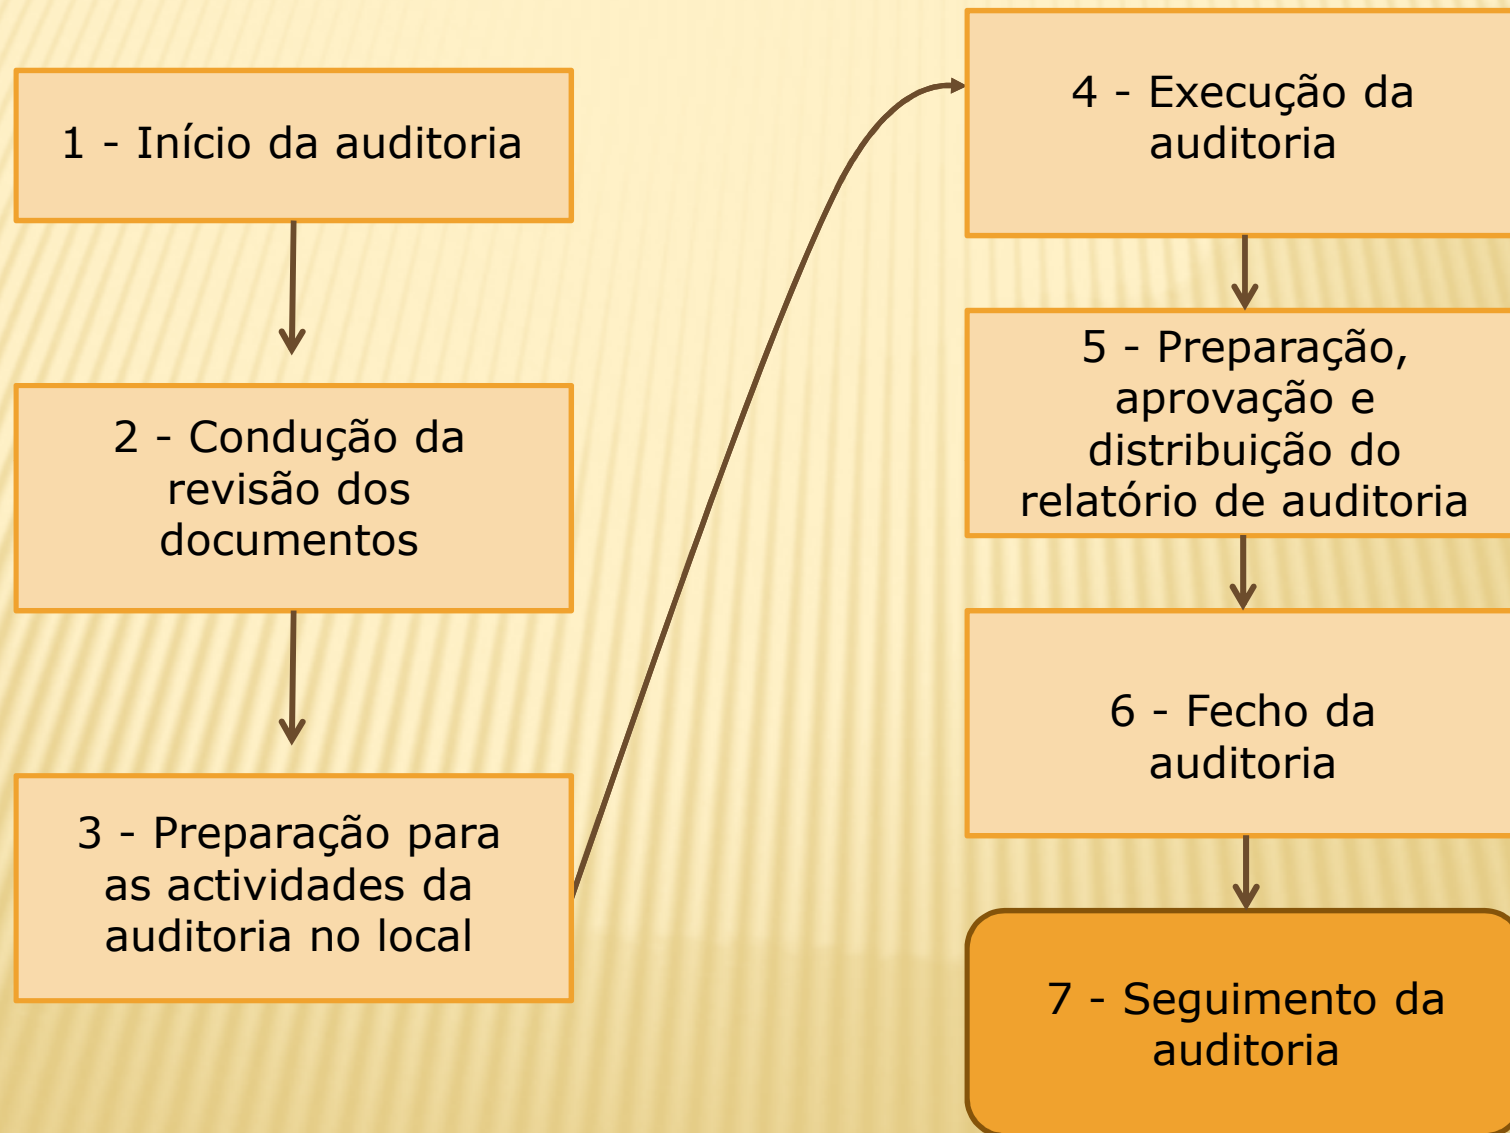 1 - Início da auditoria
2 - Condução da
revisão dos
documentos
3 - Preparação para
as actividades da
auditoria no local
4 - Execução da
auditoria
5 - Preparação,
aprovação e
distribuição do
relatório de auditoria
6 - Fecho da
auditoria
7 - Seguimento da
auditoria